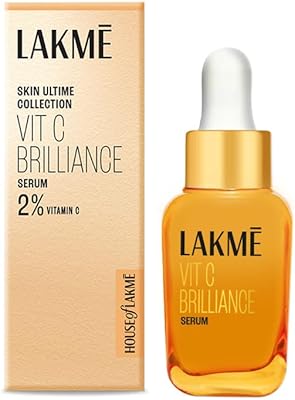 LAKMĒ
SKIN ULTIME
COLLECTION
VIT C
BRILLIANCE
SERUM
2% VITAMIN C
HOUSE of LAKMĒ
LAKMĒ
VIT C
BRILLIANCE
SERUM